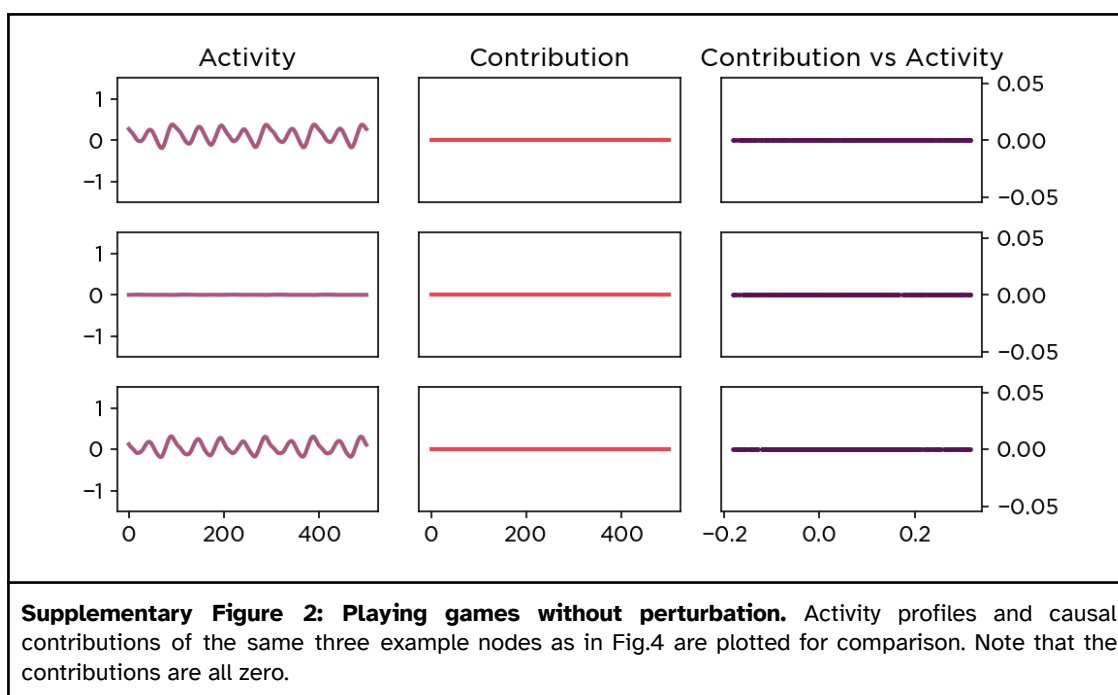 Activity Contribution Contribution vs Activity
1 0.05
0 0.00
−1 −0.05
1 0.05
0 0.00
−1 −0.05
1 0.05
0 0.00
−1 −0.05
0 200 400 0 200 400 −0.2 0.0 0.2
Supplementary Figure 2: Playing games without perturbation. Activity profiles and causal
contributions of the same three example nodes as in Fig.4 are plotted for comparison. Note that the
contributions are all zero.